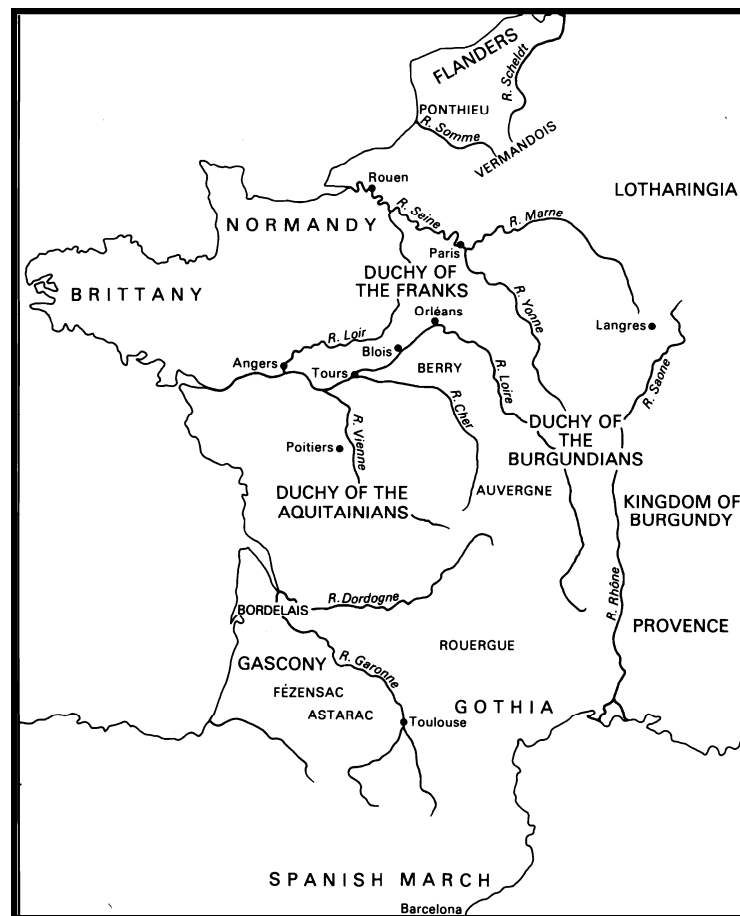 FLANDERS
R. Scheldt
PONTHIEU
R. Somme
VERMANDOIS
Rouen
LOTHARINGIA
NORMANDY
R. Seine
R. Marne
Paris
BRITTANY
DUCHY OF
THE FRANKS
R. Yonne
Orléans
Langres
R. Loir
Blois
Angers
Tours
BERRY
R. Loire
R. Saone
R. Cher
R. Vienne
Poitiers
DUCHY OF
THE
BURGUNDIANS
DUCHY OF THE
AQUITAINIANS
AUVERGNE
KINGDOM OF
BURGUNDY
R. Dordogne
BORDELAIS
R. Rhône
PROVENCE
ROUERGUE
GASCONY
R. Garonne
FÉZENSAC
ASTARAC
GOTHIA
Toulouse
SPANISH MARCH
Barcelona